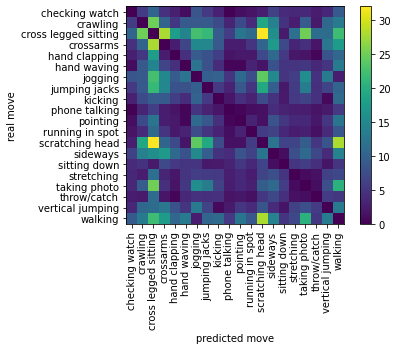 real move
checking watch
crawling
cross legged sitting
crossarms
hand clapping
hand waving
jogging
jumping jacks
kicking
phone talking
pointing
running in spot
scratching head
sideways
sitting down
stretching
taking photo
throw/catch
vertical jumping
walking
checking watch
crawling
cross legged sitting
crossarms
hand clapping
hand waving
jogging
jumping jacks
kicking
phone talking
pointing
running in spot
scratching head
sideways
sitting down
stretching
taking photo
throw/catch
vertical jumping
walking
predicted move
30
25
20
15
10
5
0